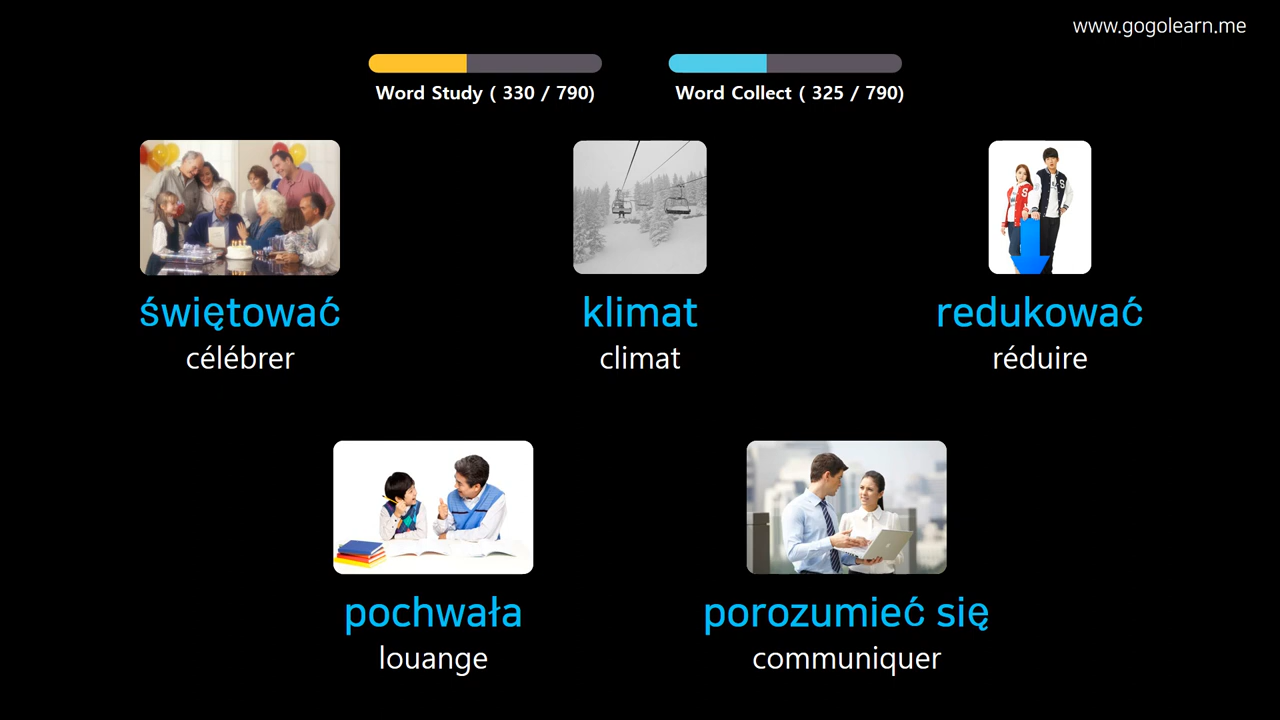 www.gogolearn.me
Word Study ( 330 / 790)
Word Collect ( 325 / 790)
świętować
célébrer
klimat
climat
redukować
réduire
pochwała
louange
porozumieć się
communiquer